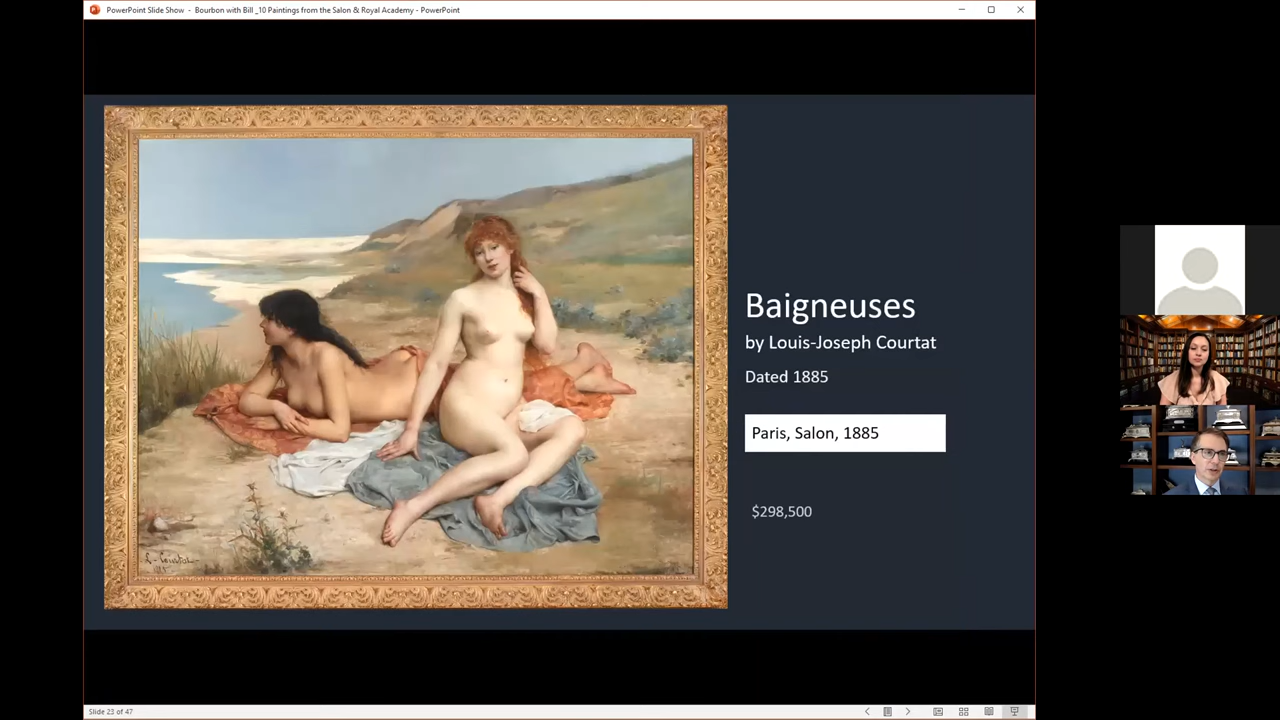 PowerPoint Slide Show - Bourbon with Bill _10 Paintings from the Salon & Royal Academy - PowerPoint
Baigneuses
by Louis-Joseph Courtat
Dated 1885
Paris, Salon, 1885
$298,500
L. Courtat
Slide 23 of 47